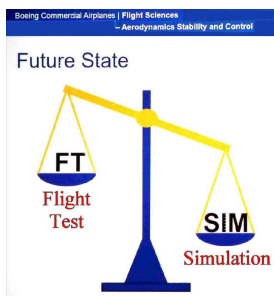 Boeing Commercial Airplanes | Flight Sciences
Aerodynamics Stability and Control
Future State
FT
Flight
Test
SIM
Simulation